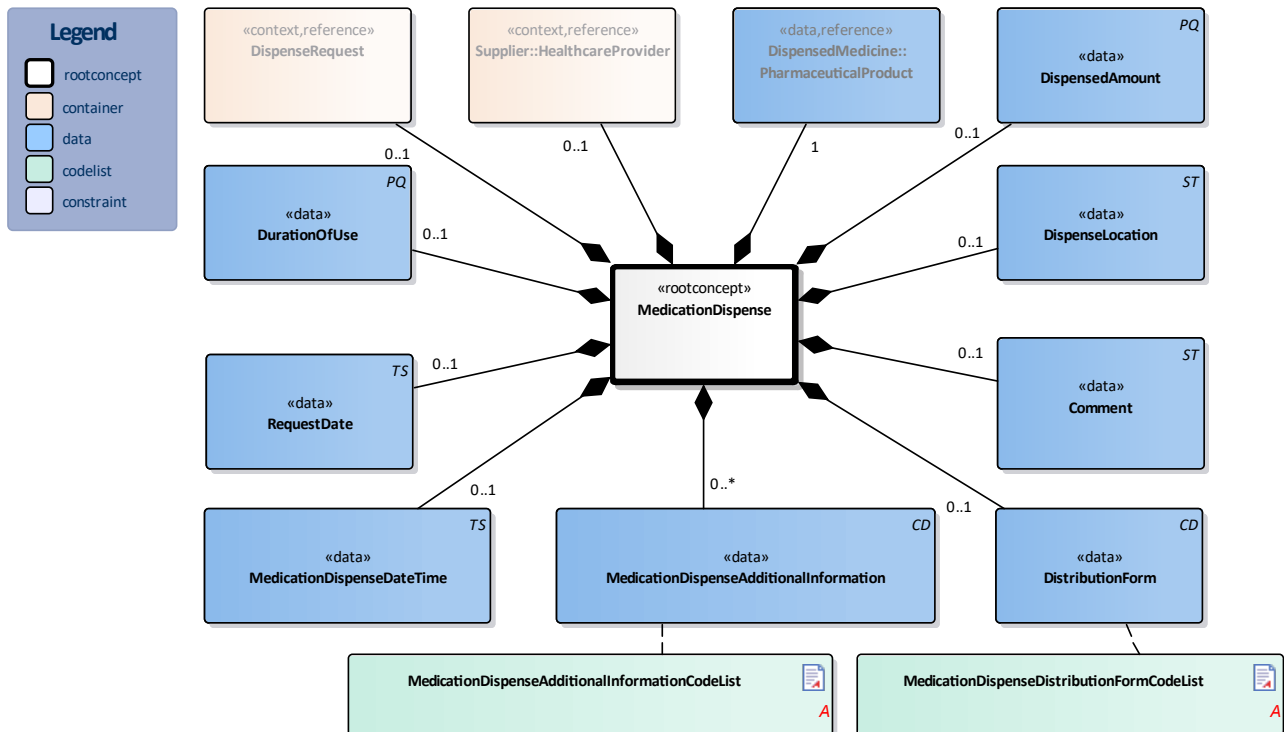 Legend
rootconcept
container
data
codelist
constraint
«context,reference»
DispenseRequest
«context,reference»
Supplier::HealthcareProvider
«data,reference»
DispensedMedicine::
PharmaceuticalProduct
PQ
«data»
DispensedAmount
0..1
0..1
1
0..1
PQ
«data»
DurationOfUse
0..1
ST
«data»
DispenseLocation
0..1
«rootconcept»
MedicationDispense
TS
«data»
RequestDate
0..1
ST
«data»
Comment
0..1
0..1
0..*
0..1
TS
«data»
MedicationDispenseDateTime
CD
«data»
MedicationDispenseAdditionalInformation
CD
«data»
DistributionForm
MedicationDispenseAdditionalInformationCodeList
A
MedicationDispenseDistributionFormCodeList
A